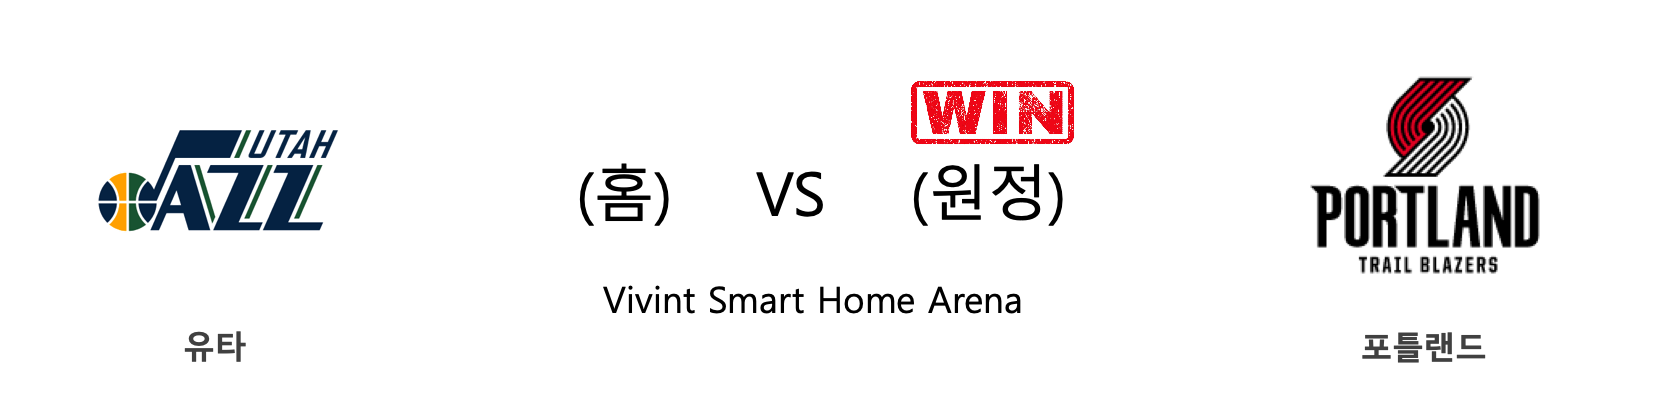 UTAH
JAZZ
유타
WIN
(홈) VS (원정)
Vivint Smart Home Arena
PORTLAND
TRAIL BLAZERS
포틀랜드